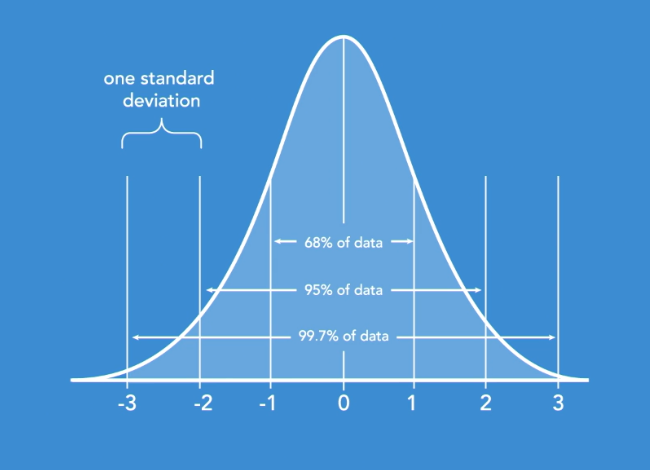 one standard
deviation
68% of data
95% of data
99.7% of data
-3 -2 -1 0 1 2 3